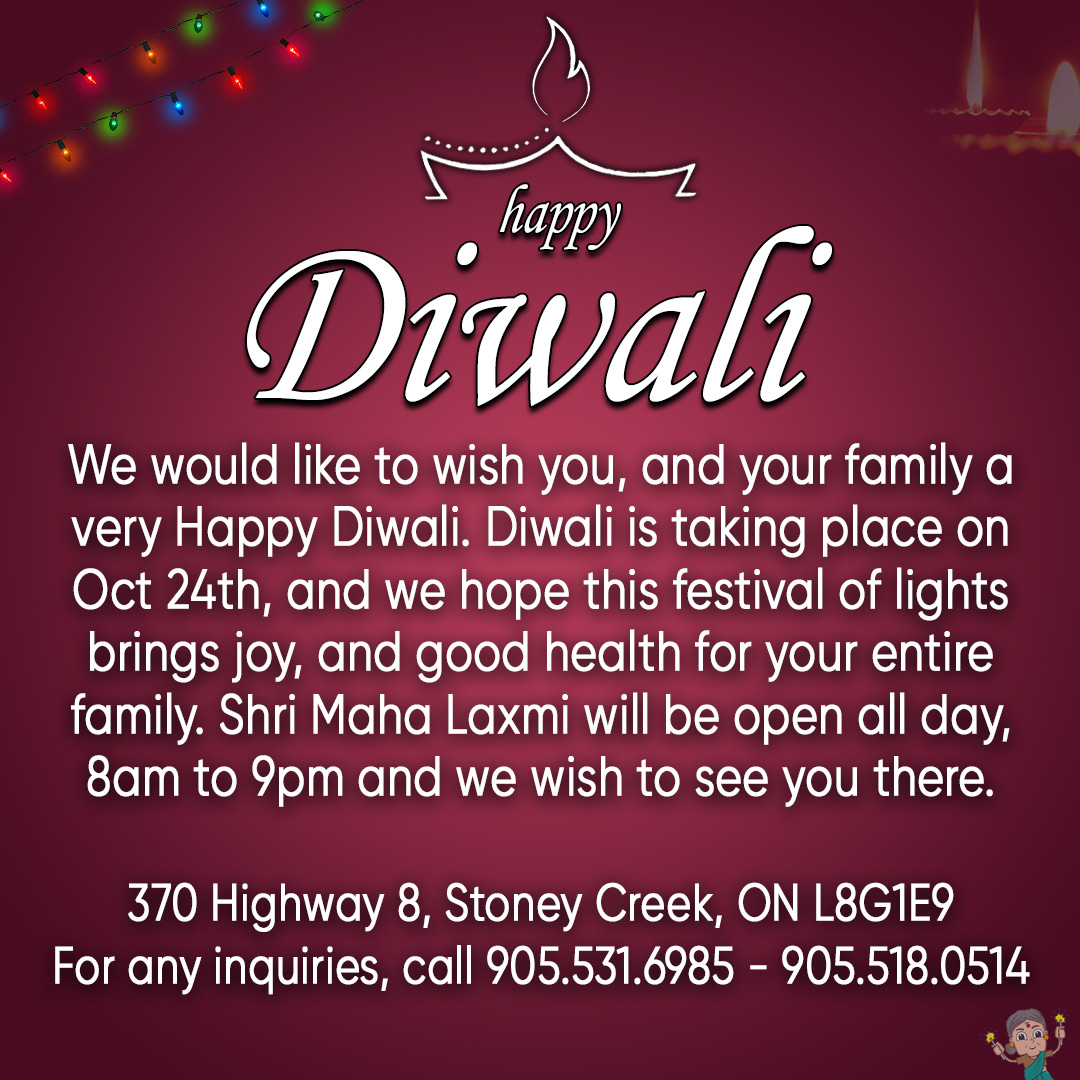 happy
Diwali
We would like to wish you, and your family a
very Happy Diwali. Diwali is taking place on
Oct 24th, and we hope this festival of lights
brings joy, and good health for your entire
family. Shri Maha Laxmi will be open all day,
8am to 9pm and we wish to see you there.
370 Highway 8, Stoney Creek, ON L8G1E9
For any inquiries, call 905.531.6985 - 905.518.0514